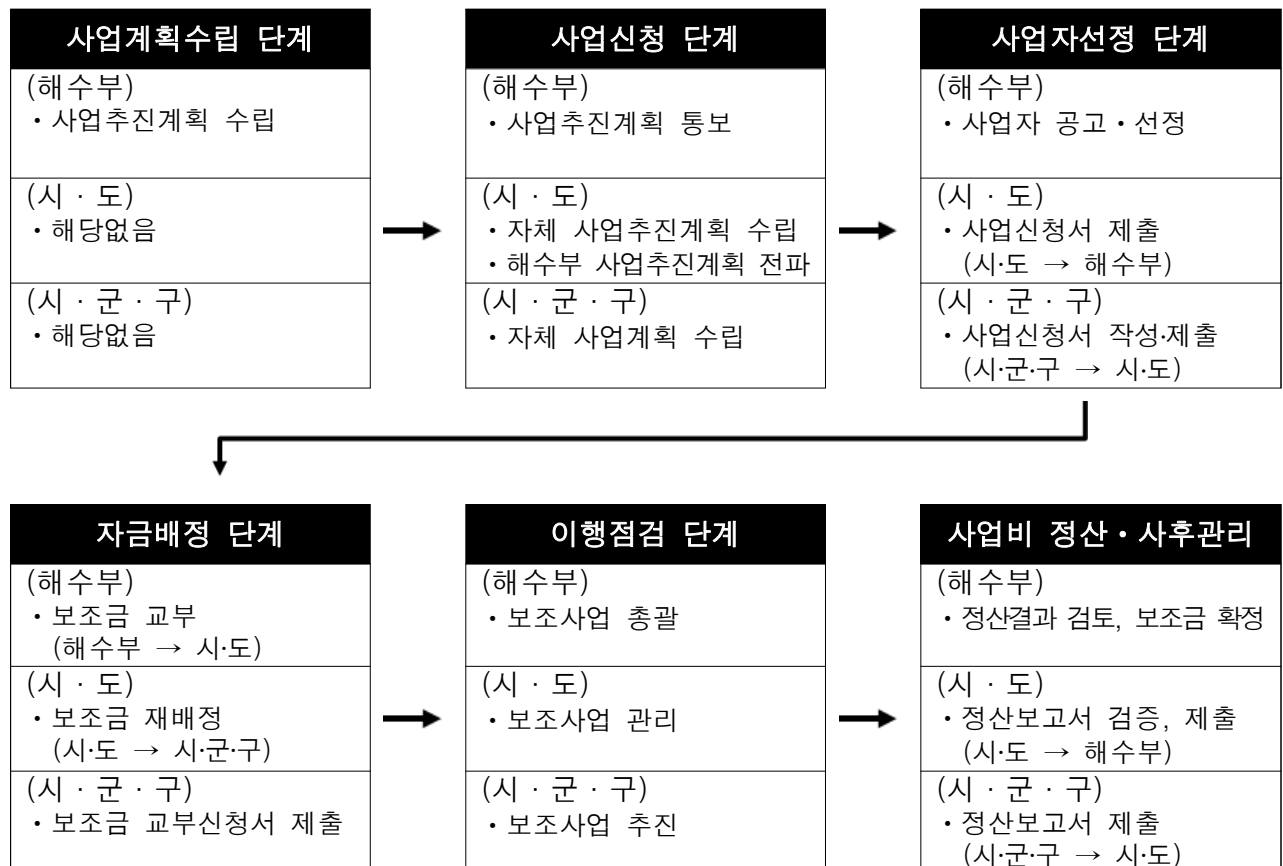 사업계획수립 단계
(해수부)
・사업추진계획 수립
(시 · 도)
・해당없음
(시 · 군 · 구)
・해당없음
사업신청 단계
(해수부)
・사업추진계획 통보
(시 · 도)
・자체 사업추진계획 수립
・해수부 사업추진계획 전파
(시 · 군 · 구)
・자체 사업계획 수립
사업자선정 단계
(해수부)
・사업자 공고・선정
(시 · 도)
・사업신청서 제출
(시·도 → 해수부)
(시 · 군 · 구)
・사업신청서 작성·제출
(시·군·구 → 시·도)
자금배정 단계
(해수부)
・보조금 교부
(해수부 → 시·도)
(시 · 도)
・보조금 재배정
(시·도 → 시·군·구)
(시 · 군 · 구)
・보조금 교부신청서 제출
이행점검 단계
(해수부)
・보조사업 총괄
(시 · 도)
・보조사업 관리
(시 · 군 · 구)
・보조사업 추진
사업비 정산・사후관리
(해수부)
・정산결과 검토, 보조금 확정
(시 · 도)
・정산보고서 검증, 제출
(시·도 → 해수부)
(시 · 군 · 구)
・정산보고서 제출
(시·군·구 → 시·도)